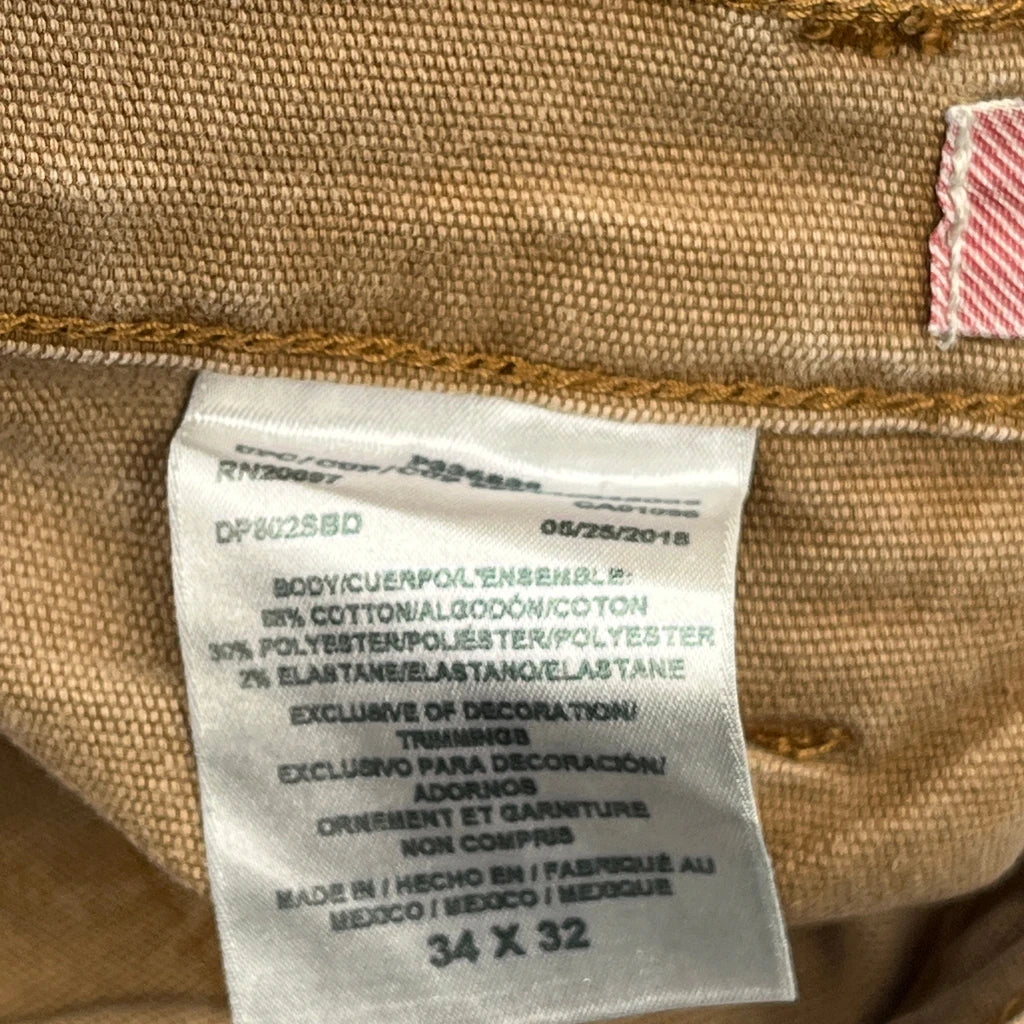 RN20697
DP802SBD 05/25/2018
BODY/CUERPO/L'ENSEMBLE:
68% COTTON/ALGODÓN/COTON
30% POLYESTER/POLIÉSTER/POLYESTER
2% ELASTANE/ELASTANO/ELASTANE
EXCLUSIVE OF DECORATION/
TRIMMINGS
EXCLUSIVO PARA DECORACIÓN/
ADORNOS
ORNEMENT ET GARNITURE
NON COMPRIS
MADE IN / HECHO EN / FABRIQUÉ AU
MEXICO / MEXICO / MEXIQUE
34 X 32